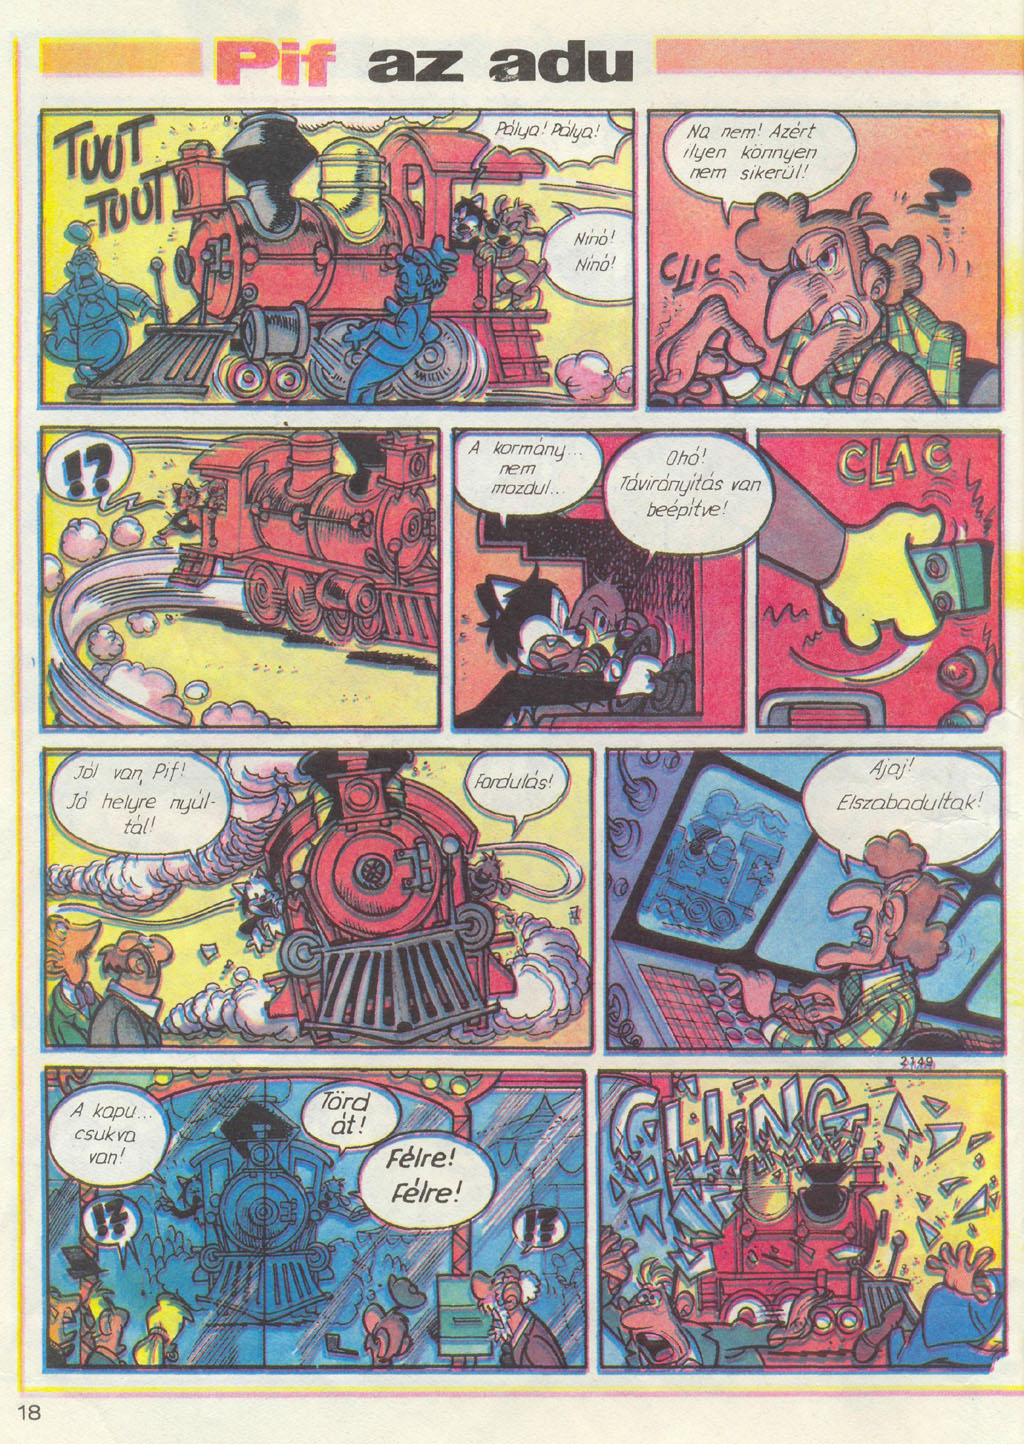 Pif az adu
TUUT
TUUT
Pálya! Pálya!
Nínó!
Nínó!
Na nem! Azért
ilyen könnyen
nem sikerül!
CLIC
!?
A kormány...
nem
mozdul...
Ohó!
Távirányítás van
beépítve!
CLAC
Jól van, Pif!
Jó helyre nyúl-
tál!
Fordulás!
Ajaj!
Elszabadultak!
2149
A kapu...
csukva
van!
Törd
át!
Félre!
Félre!
!?
!?
GLUNG
18